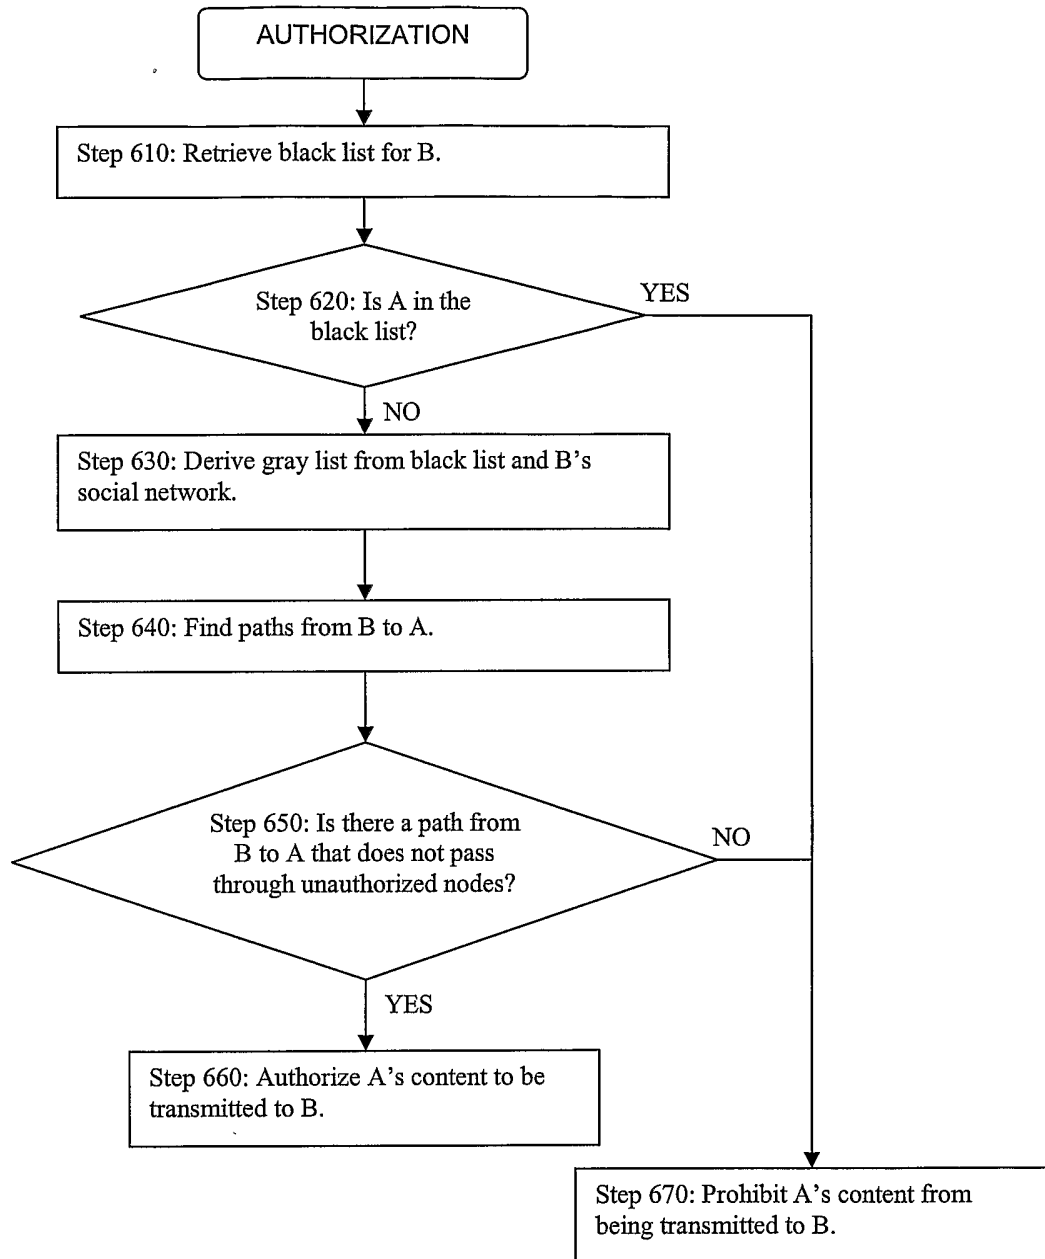 AUTHORIZATION
Step 610: Retrieve black list for B.
Step 620: Is A in the
black list?
YES
NO
Step 630: Derive gray list from black list and B's
social network.
Step 640: Find paths from B to A.
Step 650: Is there a path from
B to A that does not pass
through unauthorized nodes?
NO
YES
Step 660: Authorize A's content to be
transmitted to B.
Step 670: Prohibit A's content from
being transmitted to B.